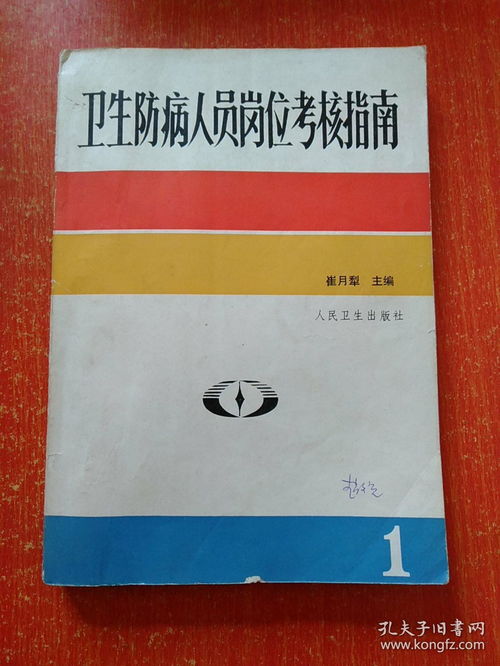 卫生防病人员岗位考核指南
崔月犁 主编
人民卫生出版社
1
孔夫子旧书网
www.kongfz.com